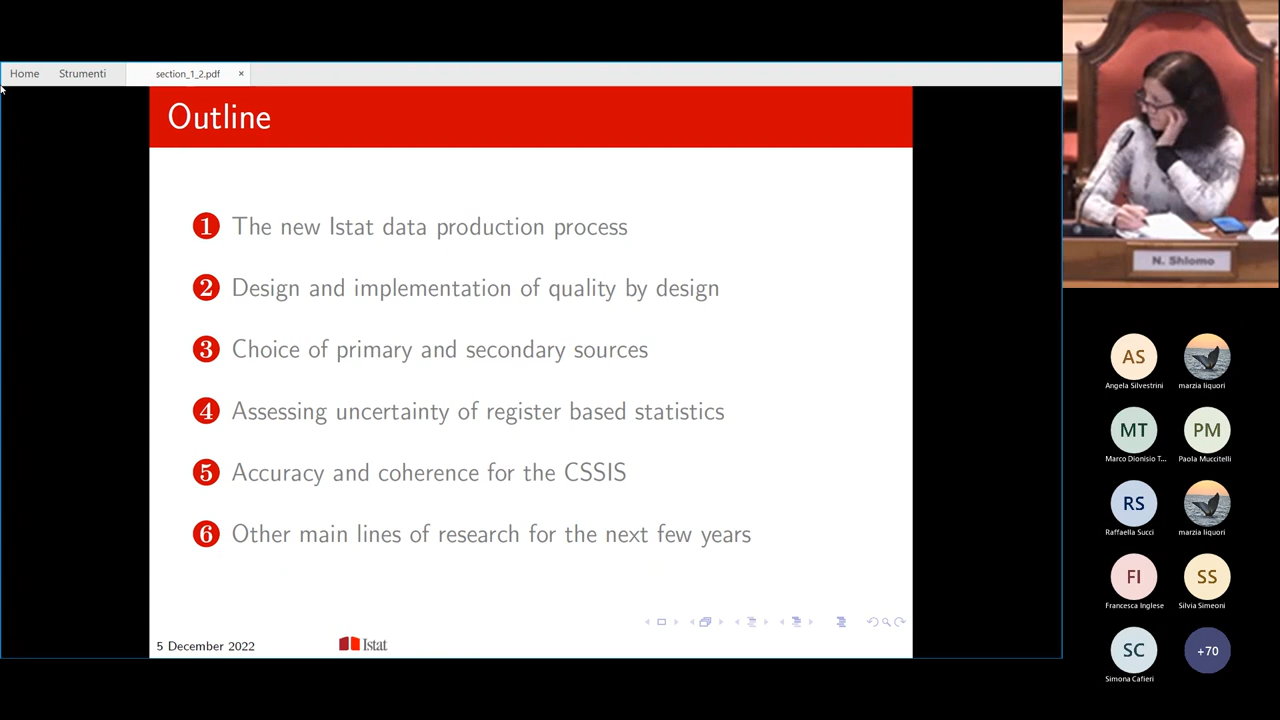 Home Strumenti section_1_2.pdf ×
Outline
1 The new Istat data production process
2 Design and implementation of quality by design
3 Choice of primary and secondary sources
4 Assessing uncertainty of register based statistics
5 Accuracy and coherence for the CSSIS
6 Other main lines of research for the next few years
5 December 2022 Istat
N. Shlomo
AS
Angela Silvestrini marzia liquori
MT PM
Marco Dionisio T... Paola Muccitelli
RS
Raffaella Succi marzia liquori
FI SS
Francesca Inglese Silvia Simeoni
SC +70
Simona Cafieri